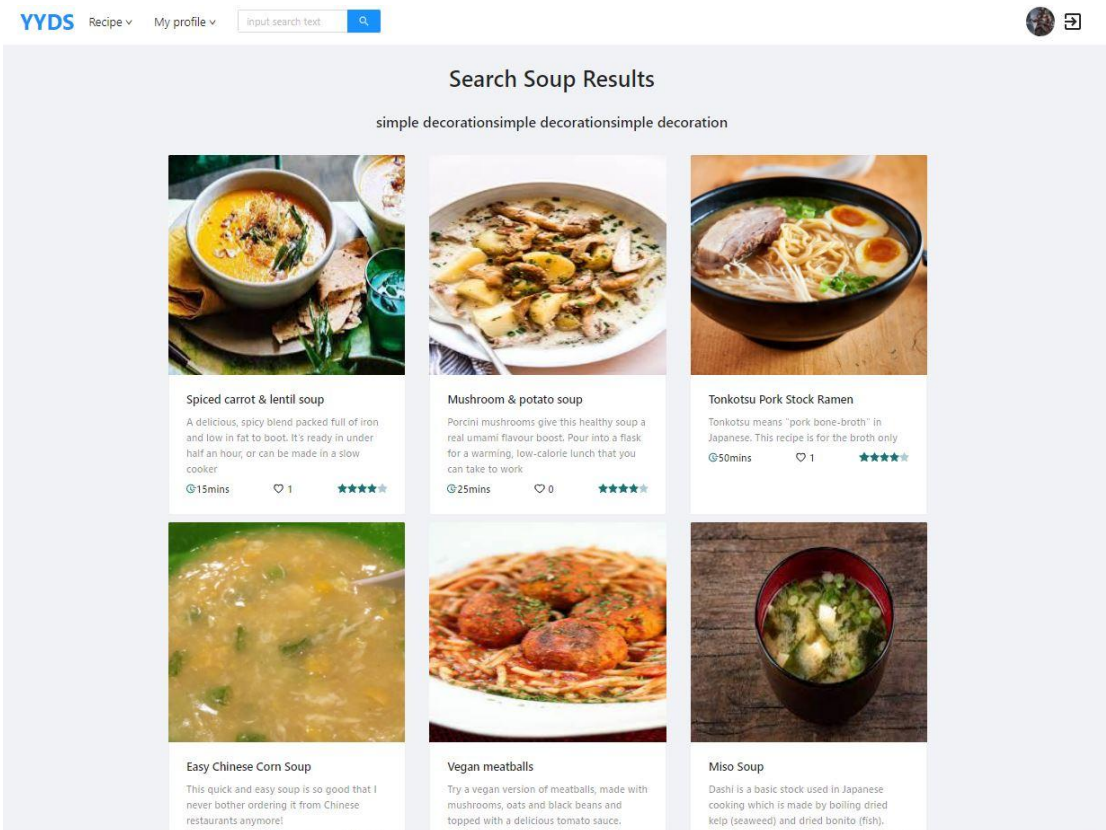 YYDS Recipe My profile input search text
Search Soup Results
simple decorationsimple decorationsimple decoration
Spiced carrot & lentil soup
A delicious, spicy blend packed full of iron
and low in fat to boot. It's ready in under
half an hour, or can be made in a slow
cooker
15mins 1
Mushroom & potato soup
Porcini mushrooms give this healthy soup a
real umami flavour boost. Pour into a flask
for a warming, low-calorie lunch that you
can take to work
25mins 0
Tonkotsu Pork Stock Ramen
Tonkotsu means "pork bone-broth" in
Japanese. This recipe is for the broth only
50mins 1
Easy Chinese Corn Soup
This quick and easy soup is so good that I
never bother ordering it from Chinese
restaurants anymore!
Vegan meatballs
Try a vegan version of meatballs, made with
mushrooms, oats and black beans and
topped with a delicious tomato sauce.
Miso Soup
Dashi is a basic stock used in Japanese
cooking which is made by boiling dried
kelp (seaweed) and dried bonito (fish).